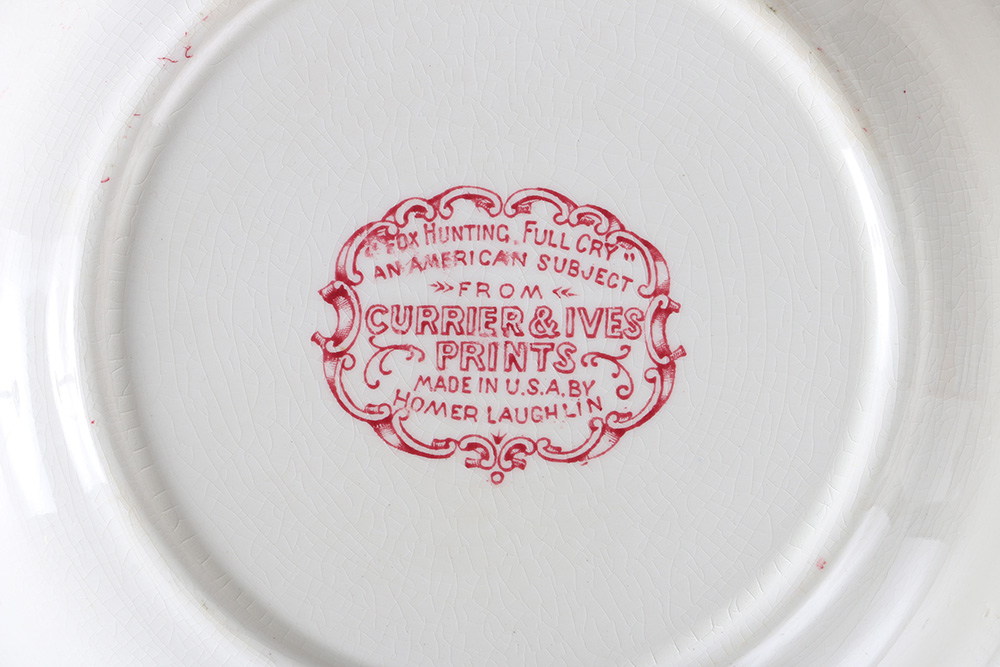 "FOX HUNTING, FULL CRY"
AN AMERICAN SUBJECT
FROM
CURRIER & IVES
PRINTS
MADE IN U.S.A. BY
HOMER LAUGHLIN